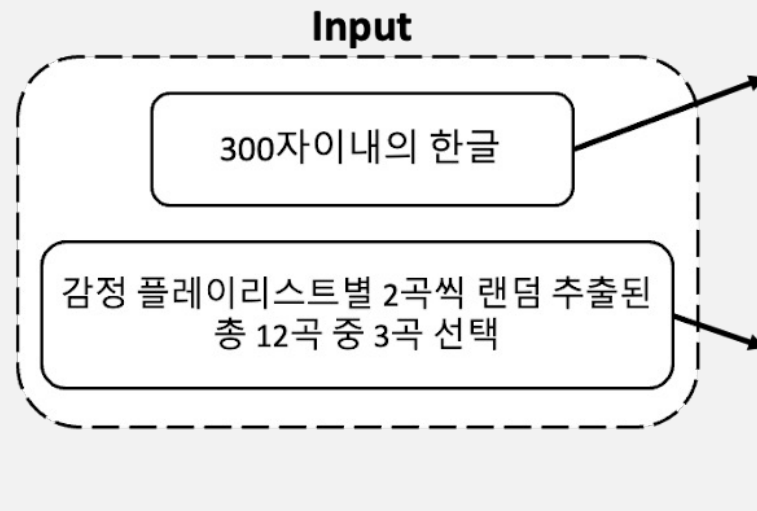 Input
300자이내의 한글
감정 플레이리스트별 2곡씩 랜덤 추출된
총 12곡 중 3곡 선택